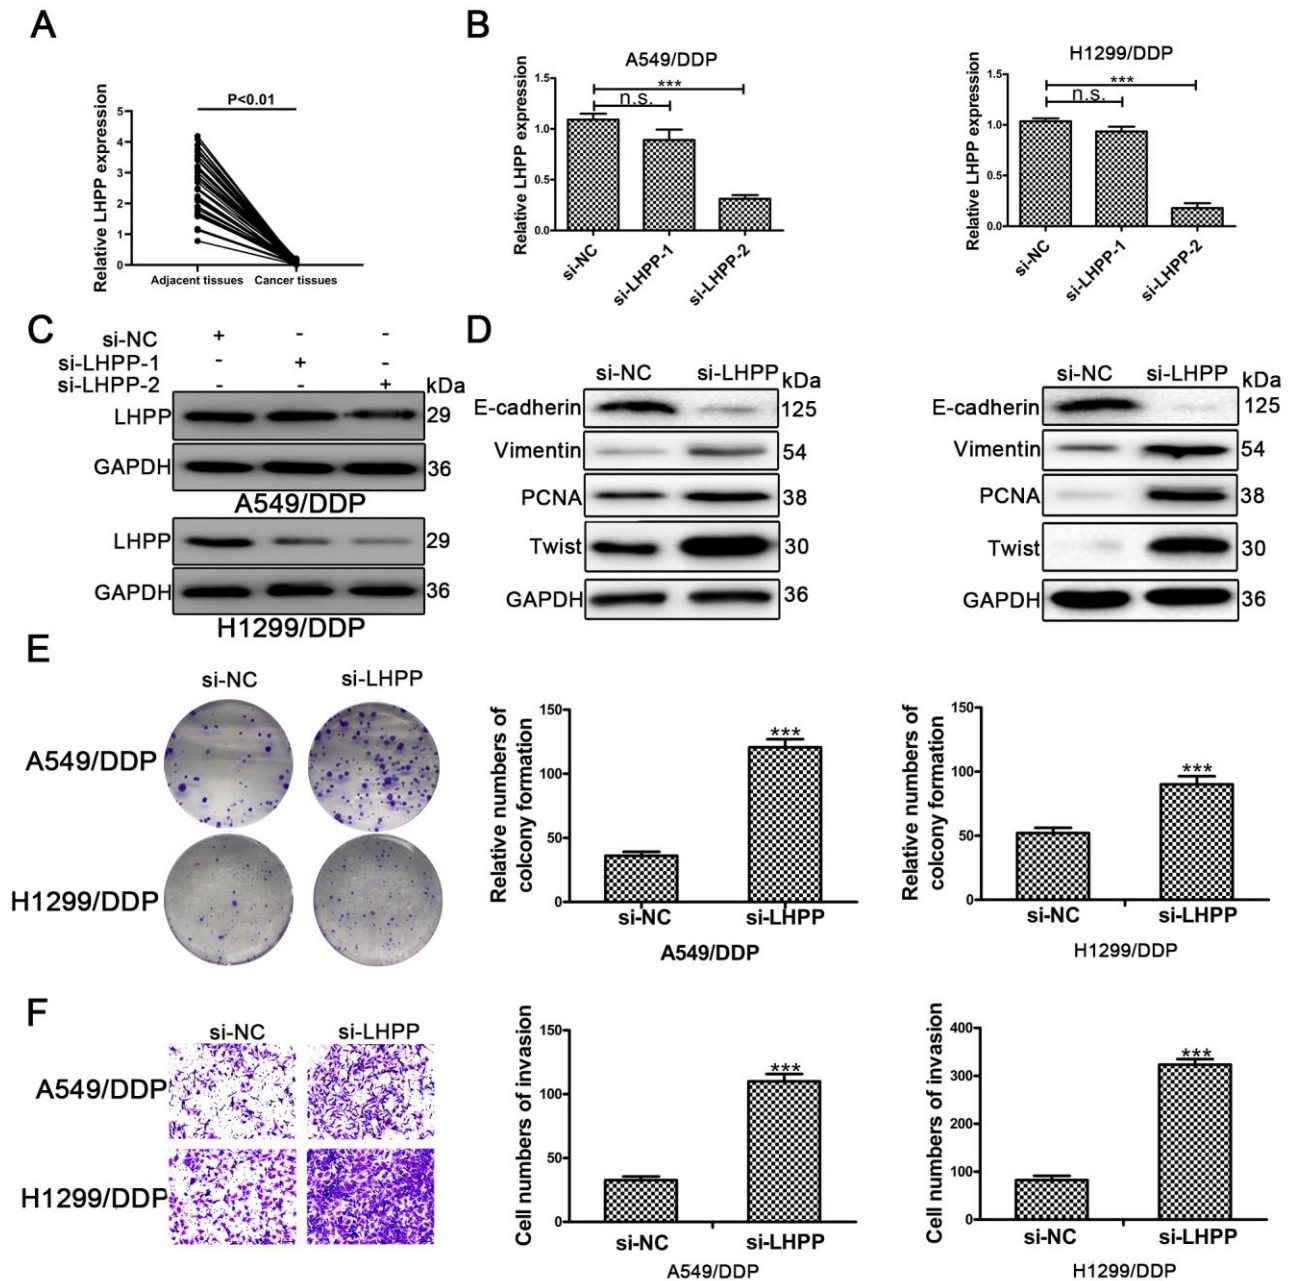 A
P<0.01
Relative LHPP expression
5
4
3
2
1
0
Adjacent tissues Cancer tissues
B
A549/DDP
Relative LHPP expression
1.5
1.0
0.5
0.0
***
n.s.
si-NC
si-LHPP-1
si-LHPP-2
H1299/DDP
Relative LHPP expression
1.5
1.0
0.5
0.0
***
n.s.
si-NC
si-LHPP-1
si-LHPP-2
C
si-NC + - -
si-LHPP-1 - + -
si-LHPP-2 - - + kDa
LHPP 29
GAPDH 36
A549/DDP
LHPP 29
GAPDH 36
H1299/DDP
D
si-NC si-LHPP kDa
E-cadherin 125
Vimentin 54
PCNA 38
Twist 30
GAPDH 36
si-NC si-LHPP kDa
E-cadherin 125
Vimentin 54
PCNA 38
Twist 30
GAPDH 36
E
si-NC si-LHPP
A549/DDP
H1299/DDP
Relative numbers of
colcony formation
150
100
50
0
***
si-NC si-LHPP
A549/DDP
Relative numbers of
colcony formation
150
100
50
0
***
si-NC si-LHPP
H1299/DDP
F
si-NC si-LHPP
A549/DDP
H1299/DDP
Cell numbers of invasion
150
100
50
0
***
si-NC si-LHPP
A549/DDP
Cell numbers of invasion
400
300
200
100
0
***
si-NC si-LHPP
H1299/DDP